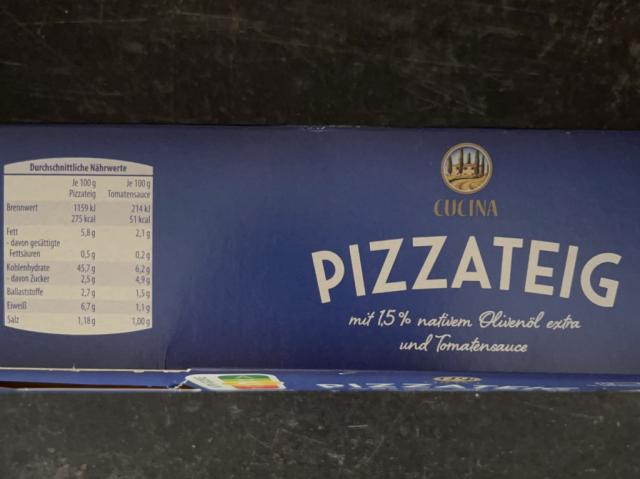 Durchschnittliche Nährwerte
Je 100 g Je 100 g
Pizzateig Tomatensauce
Brennwert 1159 kJ 214 kJ
275 kcal 51 kcal
Fett 5,8 g 2,1 g
- davon gesättigte
Fettsäuren 0,5 g 0,2 g
Kohlenhydrate 45,7 g 6,2 g
- davon Zucker 2,5 g 4,9 g
Ballaststoffe 2,7 g 1,5 g
Eiweiß 6,7 g 1,1 g
Salz 1,18 g 1,00 g
CUCINA
PIZZATEIG
mit 1.5 % nativem Olivenöl extra
und Tomatensauce
PIZZATEIG